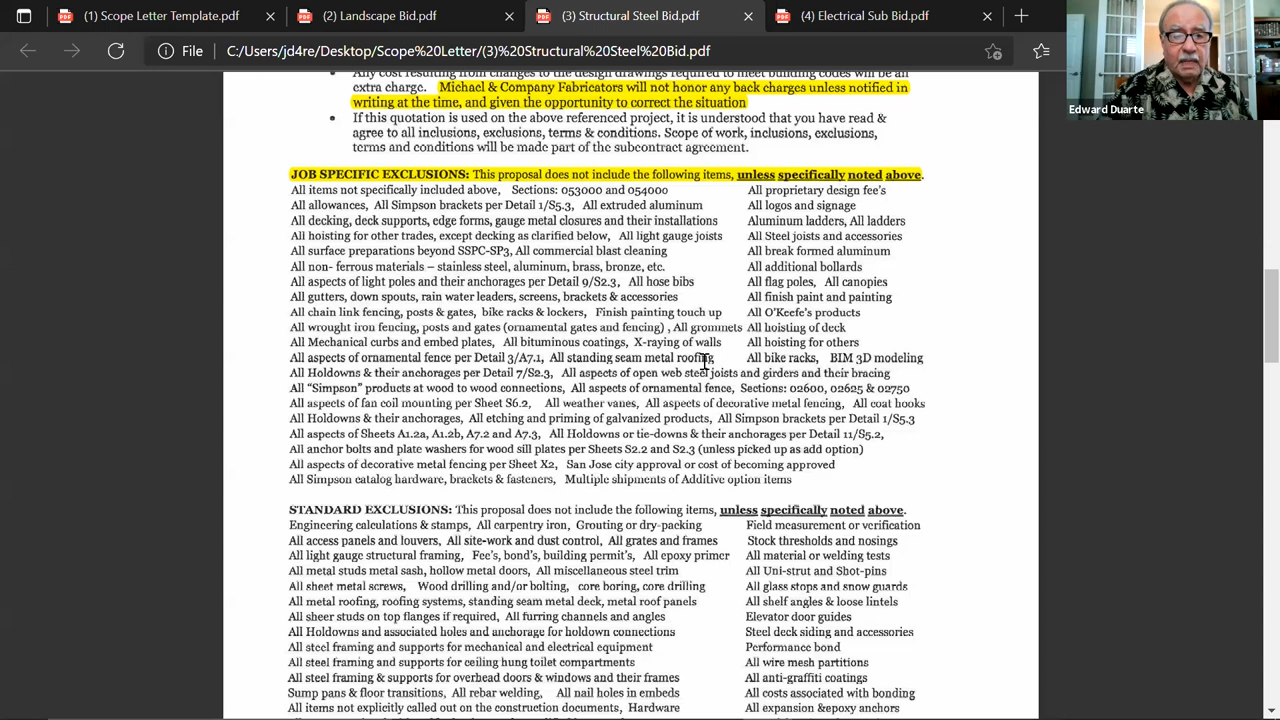 (1) Scope Letter Template.pdf
(2) Landscape Bid.pdf
(3) Structural Steel Bid.pdf
(4) Electrical Sub Bid.pdf
File
C:/Users/jd4re/Desktop/Scope%20Letter/(3)%20Structural%20Steel%20Bid.pdf
Edward Duarte
Any cost resulting from changes to the design drawings required to meet building codes will be an
extra charge. Michael & Company Fabricators will not honor any back charges unless notified in
writing at the time, and given the opportunity to correct the situation
If this quotation is used on the above referenced project, it is understood that you have read &
agree to all inclusions, exclusions, terms & conditions. Scope of work, inclusions, exclusions,
terms and conditions will be made part of the subcontract agreement.
JOB SPECIFIC EXCLUSIONS: This proposal does not include the following items, unless specifically noted above.
All items not specifically included above, Sections: 053000 and 054000 All proprietary design fee's
All allowances, All Simpson brackets per Detail 1/S5.3, All extruded aluminum All logos and signage
All decking, deck supports, edge forms, gauge metal closures and their installations Aluminum ladders, All ladders
All hoisting for other trades, except decking as clarified below, All light gauge joists All Steel joists and accessories
All surface preparations beyond SSPC-SP3, All commercial blast cleaning All break formed aluminum
All non- ferrous materials – stainless steel, aluminum, brass, bronze, etc. All additional bollards
All aspects of light poles and their anchorages per Detail 9/S2.3, All hose bibs All flag poles, All canopies
All gutters, down spouts, rain water leaders, screens, brackets & accessories All finish paint and painting
All chain link fencing, posts & gates, bike racks & lockers, Finish painting touch up All O'Keefe's products
All wrought iron fencing, posts and gates (ornamental gates and fencing) , All grommets All hoisting of deck
All Mechanical curbs and embed plates, All bituminous coatings, X-raying of walls All hoisting for others
All aspects of ornamental fence per Detail 3/A7.1, All standing seam metal roofing All bike racks, BIM 3D modeling
All Holdowns & their anchorages per Detail 7/S2.3, All aspects of open web steel joists and girders and their bracing
All "Simpson" products at wood to wood connections, All aspects of ornamental fence, Sections: 02600, 02625 & 02750
All aspects of fan coil mounting per Sheet S6.2, All weather vanes, All aspects of decorative metal fencing, All coat hooks
All Holdowns & their anchorages, All etching and priming of galvanized products, All Simpson brackets per Detail 1/S5.3
All aspects of Sheets A1.2a, A1.2b, A7.2 and A7.3, All Holdowns or tie-downs & their anchorages per Detail 11/S5.2,
All anchor bolts and plate washers for wood sill plates per Sheets S2.2 and S2.3 (unless picked up as add option)
All aspects of decorative metal fencing per Sheet X2, San Jose city approval or cost of becoming approved
All Simpson catalog hardware, brackets & fasteners, Multiple shipments of Additive option items
STANDARD EXCLUSIONS: This proposal does not include the following items, unless specifically noted above.
Engineering calculations & stamps, All carpentry iron, Grouting or dry-packing Field measurement or verification
All access panels and louvers, All site-work and dust control, All grates and frames Stock thresholds and nosings
All light gauge structural framing, Fee's, bond's, building permit's, All epoxy primer All material or welding tests
All metal studs metal sash, hollow metal doors, All miscellaneous steel trim All Uni-strut and Shot-pins
All sheet metal screws, Wood drilling and/or bolting, core boring, core drilling All glass stops and snow guards
All metal roofing, roofing systems, standing seam metal deck, metal roof panels All shelf angles & loose lintels
All sheer studs on top flanges if required, All furring channels and angles Elevator door guides
All Holdowns and associated holes and anchorage for holdown connections Steel deck siding and accessories
All steel framing and supports for mechanical and electrical equipment Performance bond
All steel framing and supports for ceiling hung toilet compartments All wire mesh partitions
All steel framing & supports for overhead doors & windows and their frames All anti-graffiti coatings
Sump pans & floor transitions, All rebar welding, All nail holes in embeds All costs associated with bonding
All items not explicitly called out on the construction documents, Hardware All expansion &epoxy anchors